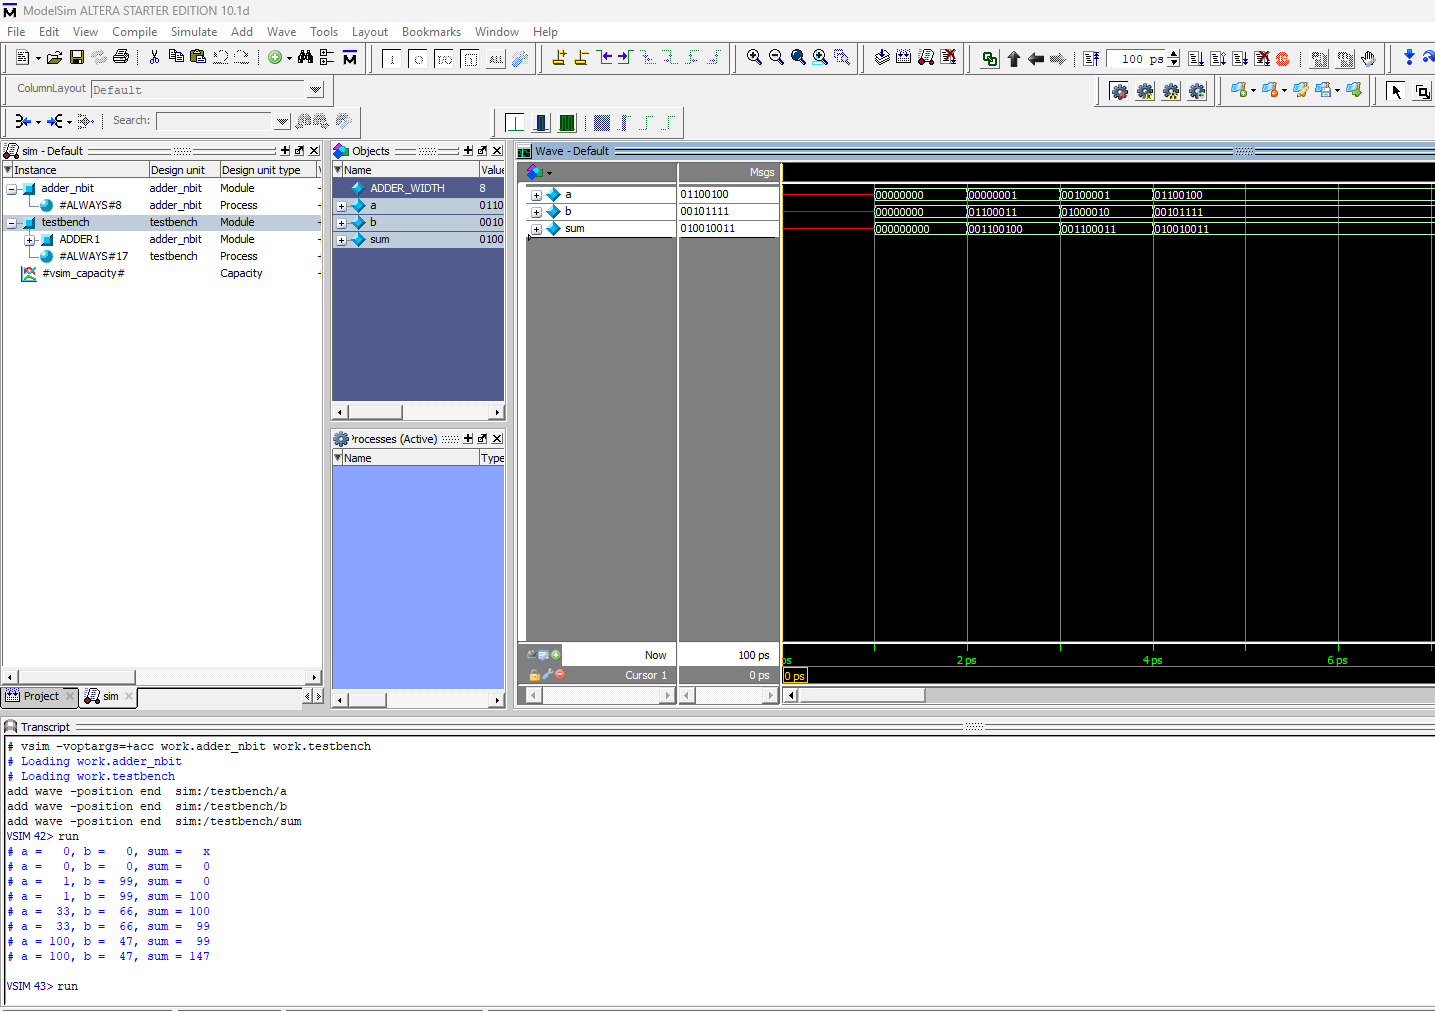 ModelSim ALTERA STARTER EDITION 10.1d
File Edit View Compile Simulate Add Wave Tools Layout Bookmarks Window Help
100 ps
ColumnLayout Default
Search:
sim - Default
Instance Design unit Design unit type
adder_nbit adder_nbit Module
#ALWAYS#8 adder_nbit Process
testbench testbench Module
ADDER1 adder_nbit Module
#ALWAYS#17 testbench Process
#vsim_capacity# Capacity
Project sim
Objects
Name Value
ADDER_WIDTH 8
a 0110
b 0010
sum 0100
Processes (Active)
Name Type
Wave - Default
Msgs
a 01100100 00000000 00000001 00100001 01100100
b 00101111 00000000 01100011 01000010 00101111
sum 010010011 000000000 001100100 001100011 010010011
Now 100 ps ps 2 ps 4 ps 6 ps
Cursor 1 0 ps 0 ps
Transcript
# vsim -voptargs=+acc work.adder_nbit work.testbench
# Loading work.adder_nbit
# Loading work.testbench
add wave -position end  sim:/testbench/a
add wave -position end  sim:/testbench/b
add wave -position end  sim:/testbench/sum
VSIM 42> run
# a =   0, b =   0, sum =   x
# a =   0, b =   0, sum =   0
# a =   1, b =  99, sum =   0
# a =   1, b =  99, sum = 100
# a =  33, b =  66, sum = 100
# a =  33, b =  66, sum =  99
# a = 100, b =  47, sum =  99
# a = 100, b =  47, sum = 147
VSIM 43> run